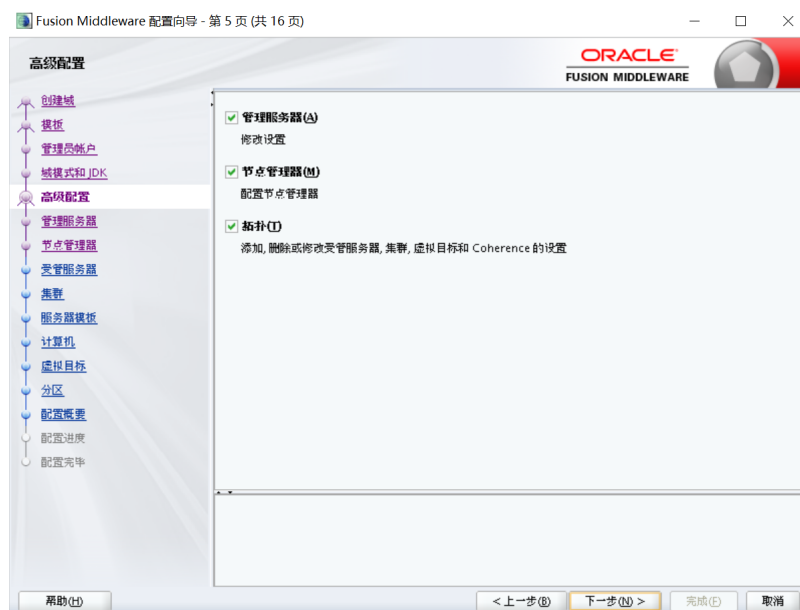 Fusion Middleware 配置向导 - 第 5 页 (共 16 页)
高级配置
ORACLE
FUSION MIDDLEWARE
创建域
模板
管理员帐户
域模式和 JDK
高级配置
管理服务器
节点管理器
受管服务器
集群
服务器模板
计算机
虚拟目标
分区
配置概要
配置进度
配置完毕
管理服务器(A)
修改设置
节点管理器(M)
配置节点管理器
拓扑(T)
添加, 删除或修改受管服务器, 集群, 虚拟目标和 Coherence 的设置
帮助(H)
< 上一步(B)
下一步(N) >
完成(F)
取消